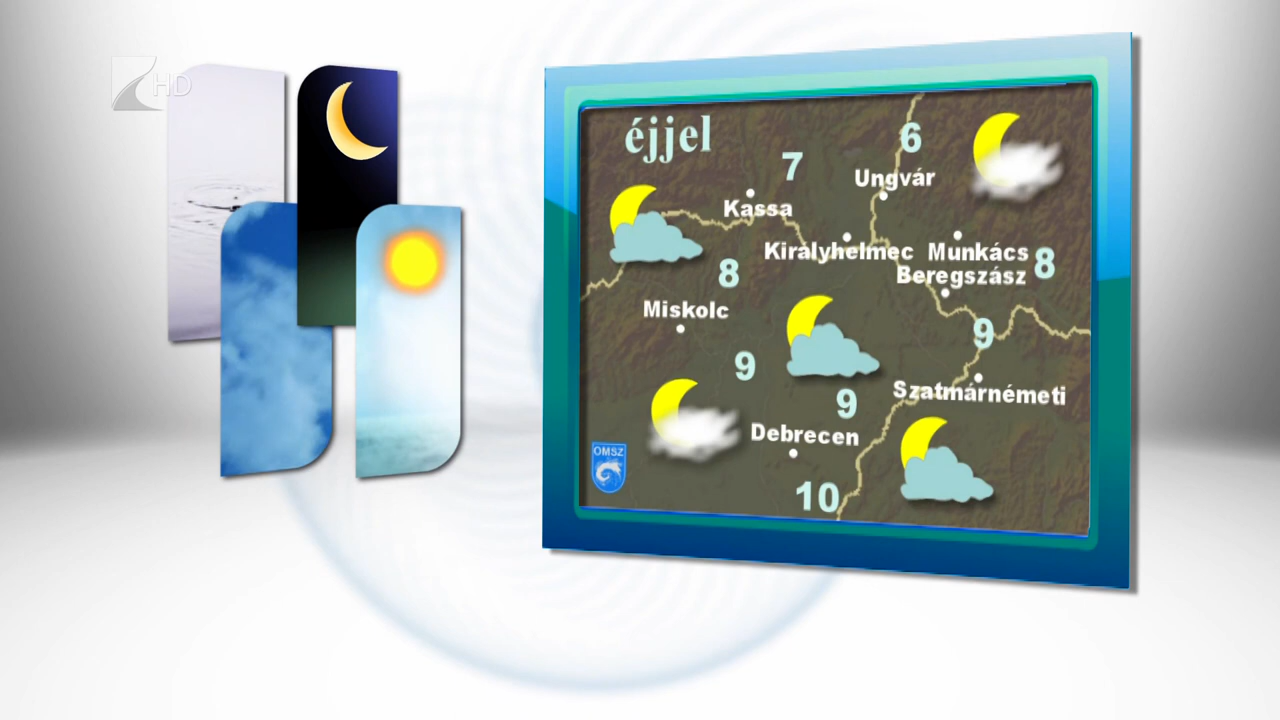 HD
éjjel
6
7
Ungvár
Kassa
Királyhelmec
Munkács
8
Beregszász
8
Miskolc
9
9
Szatmárnémeti
9
Debrecen
OMSZ
10